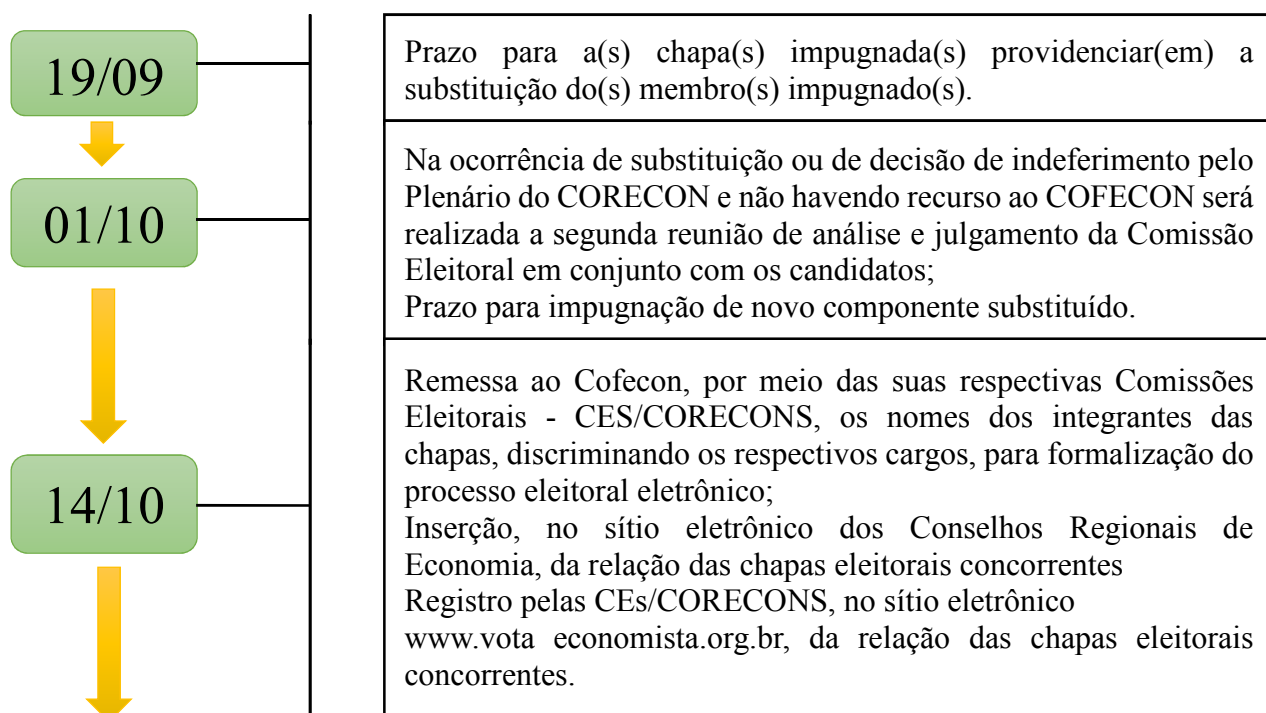 19/09
Prazo para a(s) chapa(s) impugnada(s) providenciar(em) a
substituição do(s) membro(s) impugnado(s).
01/10
Na ocorrência de substituição ou de decisão de indeferimento pelo
Plenário do CORECON e não havendo recurso ao COFECON será
realizada a segunda reunião de análise e julgamento da Comissão
Eleitoral em conjunto com os candidatos;
Prazo para impugnação de novo componente substituído.
14/10
Remessa ao Cofecon, por meio das suas respectivas Comissões
Eleitorais - CES/CORECONS, os nomes dos integrantes das
chapas, discriminando os respectivos cargos, para formalização do
processo eleitoral eletrônico;
Inserção, no sítio eletrônico dos Conselhos Regionais de
Economia, da relação das chapas eleitorais concorrentes
Registro pelas CEs/CORECONS, no sítio eletrônico
www.vota economista.org.br, da relação das chapas eleitorais
concorrentes.